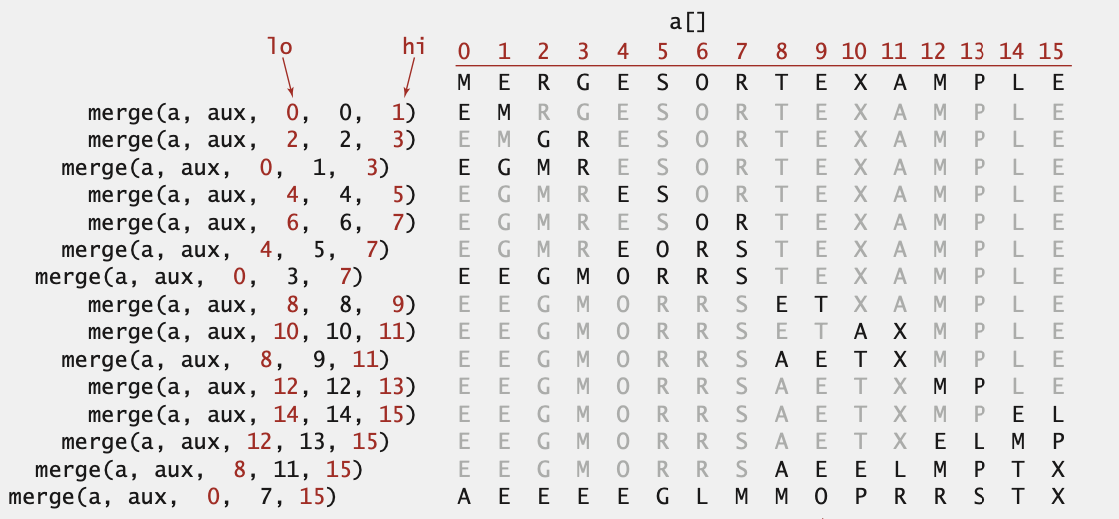 a[]
lo hi 0 1 2 3 4 5 6 7 8 9 10 11 12 13 14 15
M E R G E S O R T E X A M P L E
merge(a, aux, 0, 0, 1) E M R G E S O R T E X A M P L E
merge(a, aux, 2, 2, 3) E M G R E S O R T E X A M P L E
merge(a, aux, 0, 1, 3) E G M R E S O R T E X A M P L E
merge(a, aux, 4, 4, 5) E G M R E S O R T E X A M P L E
merge(a, aux, 6, 6, 7) E G M R E S O R T E X A M P L E
merge(a, aux, 4, 5, 7) E G M R E O R S T E X A M P L E
merge(a, aux, 0, 3, 7) E E G M O R R S T E X A M P L E
merge(a, aux, 8, 8, 9) E E G M O R R S E T X A M P L E
merge(a, aux, 10, 10, 11) E E G M O R R S E T A X M P L E
merge(a, aux, 8, 9, 11) E E G M O R R S A E T X M P L E
merge(a, aux, 12, 12, 13) E E G M O R R S A E T X M P L E
merge(a, aux, 14, 14, 15) E E G M O R R S A E T X M P E L
merge(a, aux, 12, 13, 15) E E G M O R R S A E T X E L M P
merge(a, aux, 8, 11, 15) E E G M O R R S A E E L M P T X
merge(a, aux, 0, 7, 15) A E E E E G L M M O P R R S T X